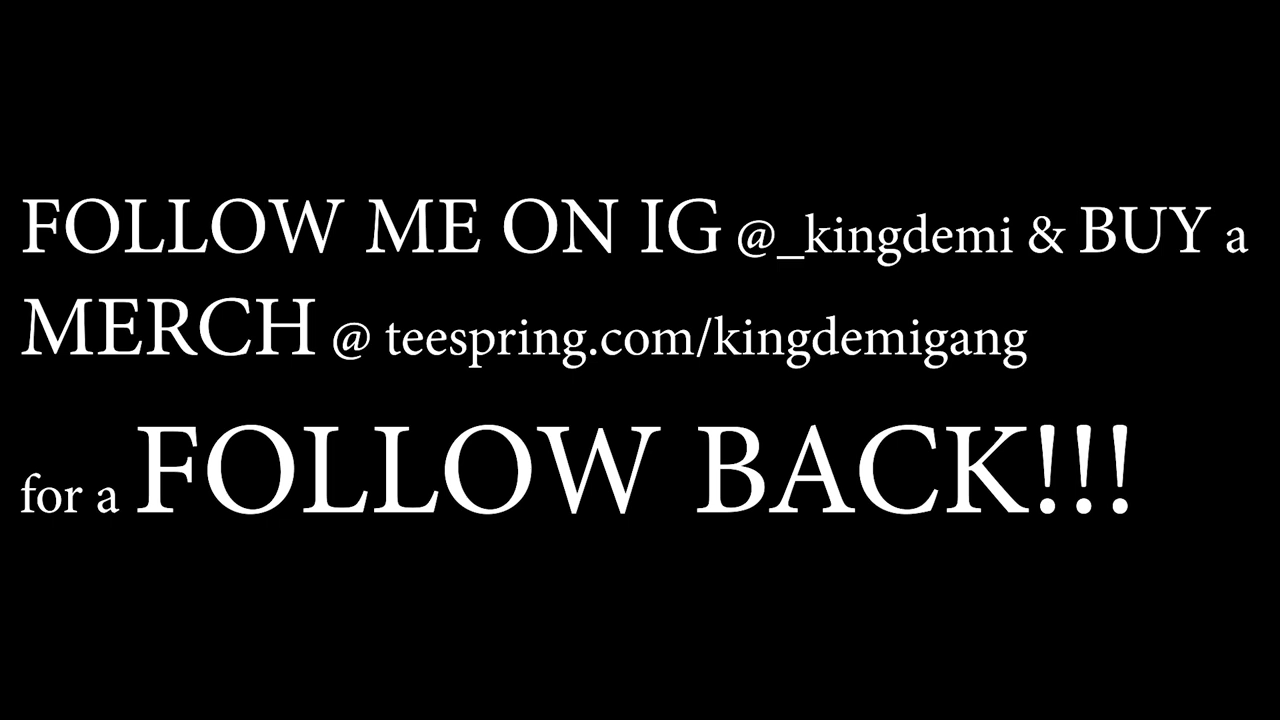 FOLLOW ME ON IG @_kingdemi & BUY a
MERCH @ teespring.com/kingdemigang
for a FOLLOW BACK!!!